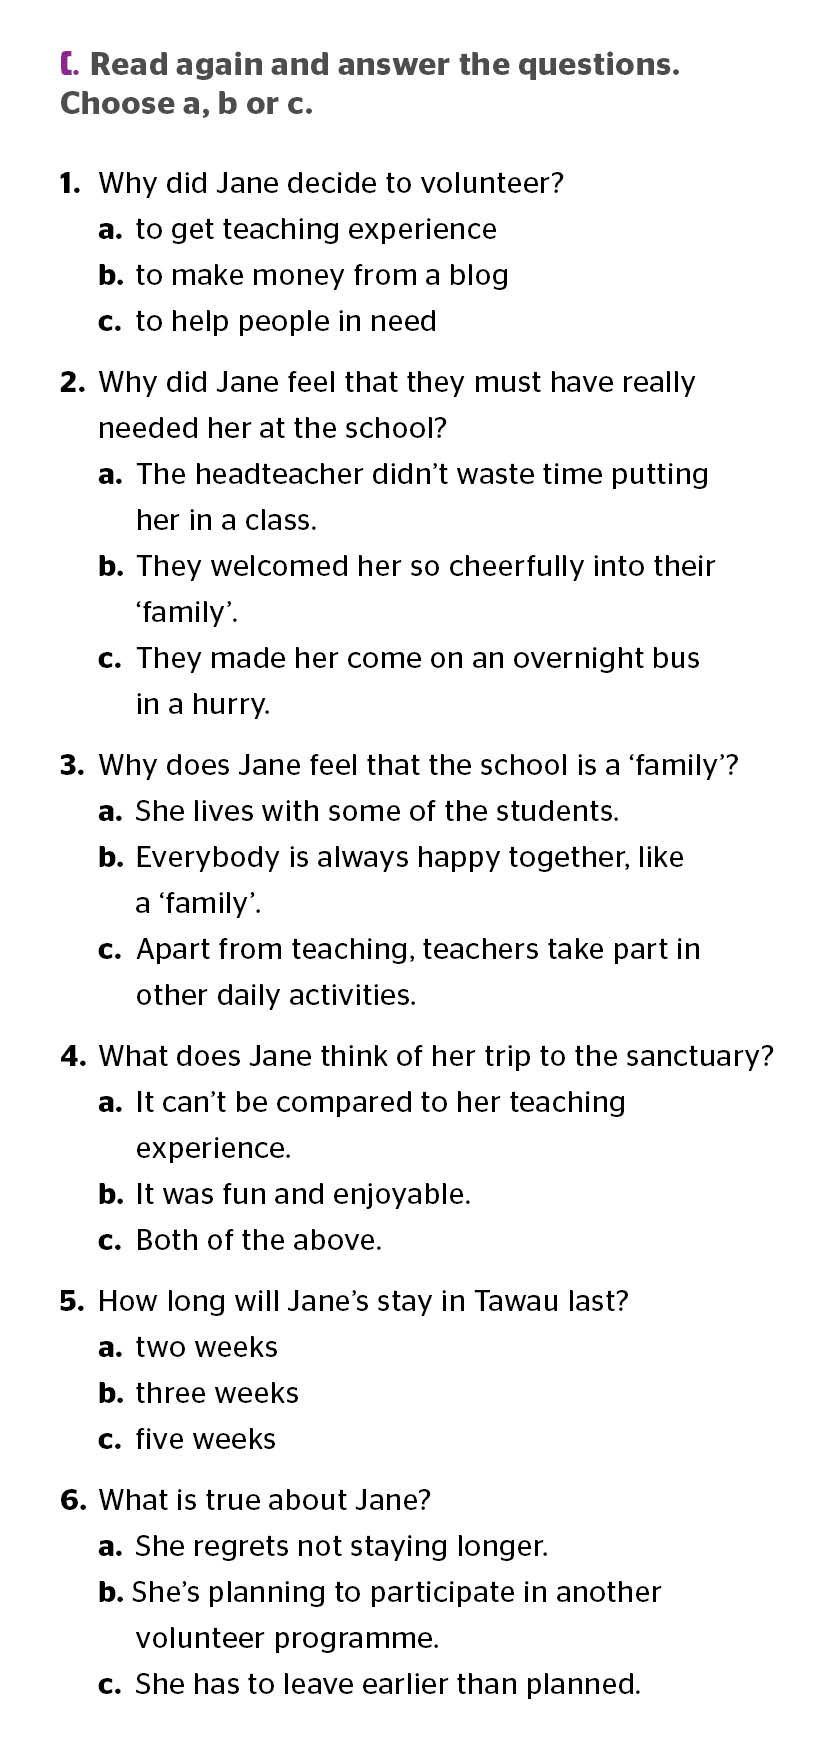 C. Read again and answer the questions.
Choose a, b or c.
1. Why did Jane decide to volunteer?
a. to get teaching experience
b. to make money from a blog
c. to help people in need
2. Why did Jane feel that they must have really
needed her at the school?
a. The headteacher didn’t waste time putting
her in a class.
b. They welcomed her so cheerfully into their
‘family’.
c. They made her come on an overnight bus
in a hurry.
3. Why does Jane feel that the school is a ‘family’?
a. She lives with some of the students.
b. Everybody is always happy together, like
a ‘family’.
c. Apart from teaching, teachers take part in
other daily activities.
4. What does Jane think of her trip to the sanctuary?
a. It can’t be compared to her teaching
experience.
b. It was fun and enjoyable.
c. Both of the above.
5. How long will Jane’s stay in Tawau last?
a. two weeks
b. three weeks
c. five weeks
6. What is true about Jane?
a. She regrets not staying longer.
b. She’s planning to participate in another
volunteer programme.
c. She has to leave earlier than planned.